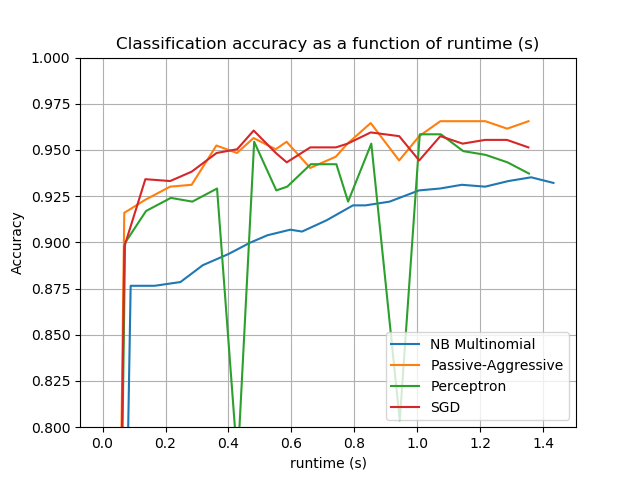 Classification accuracy as a function of runtime (s)
1.000
0.975
0.950
0.925
0.900
0.875
0.850
0.825
0.800
Accuracy
NB Multinomial
Passive-Aggressive
Perceptron
SGD
0.0 0.2 0.4 0.6 0.8 1.0 1.2 1.4
runtime (s)